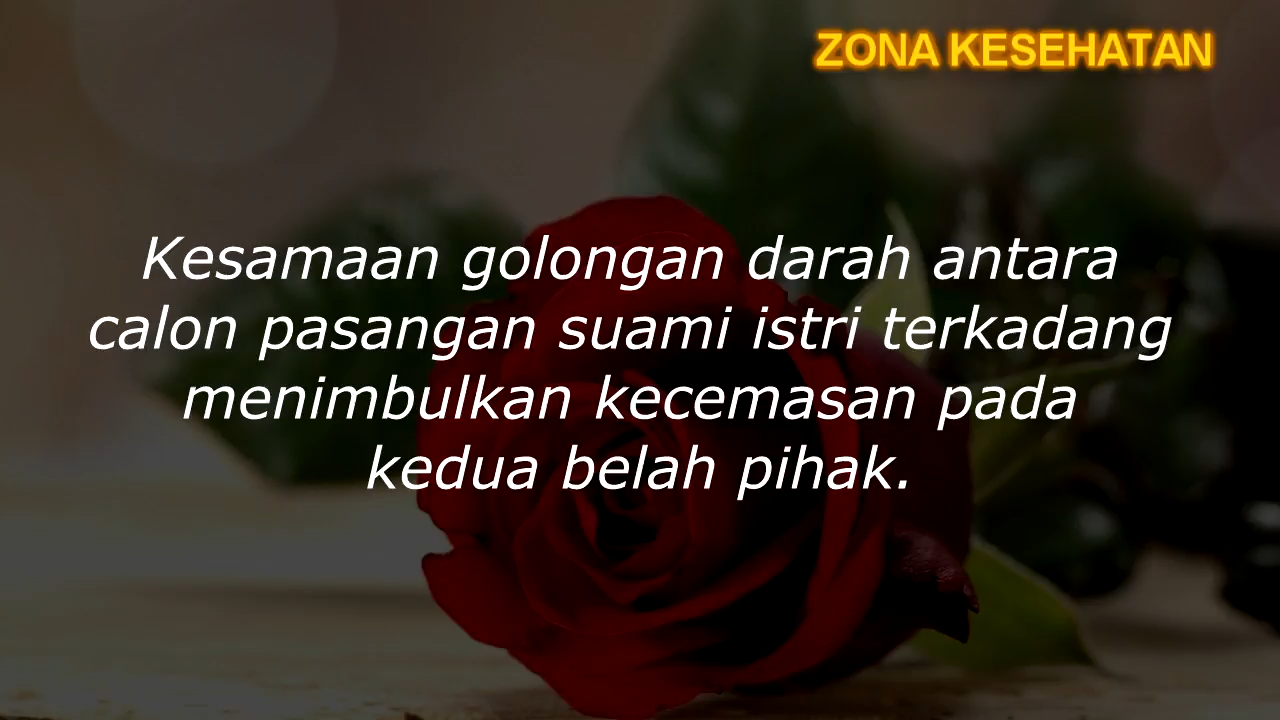 ZONA KESEHATAN
Kesamaan golongan darah antara
calon pasangan suami istri terkadang
menimbulkan kecemasan pada
kedua belah pihak.